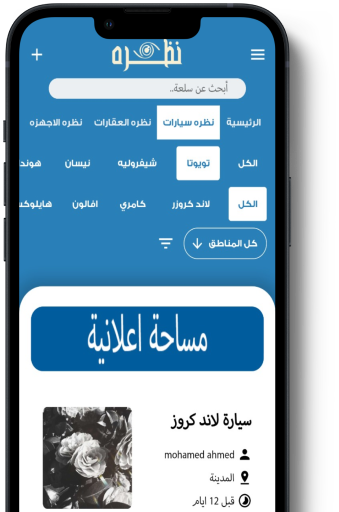 نظره
أبحث عن سلعة..
الرئيسية نظره سيارات نظره العقارات نظره الاجهزه
الكل تويوتا شيفروليه نيسان هوند
الكل لاند كروزر كامري افالون هايلوكس
كل المناطق
مساحة اعلانية
سيارة لاند كروز
mohamed ahmed
المدينة
قبل 12 ايام